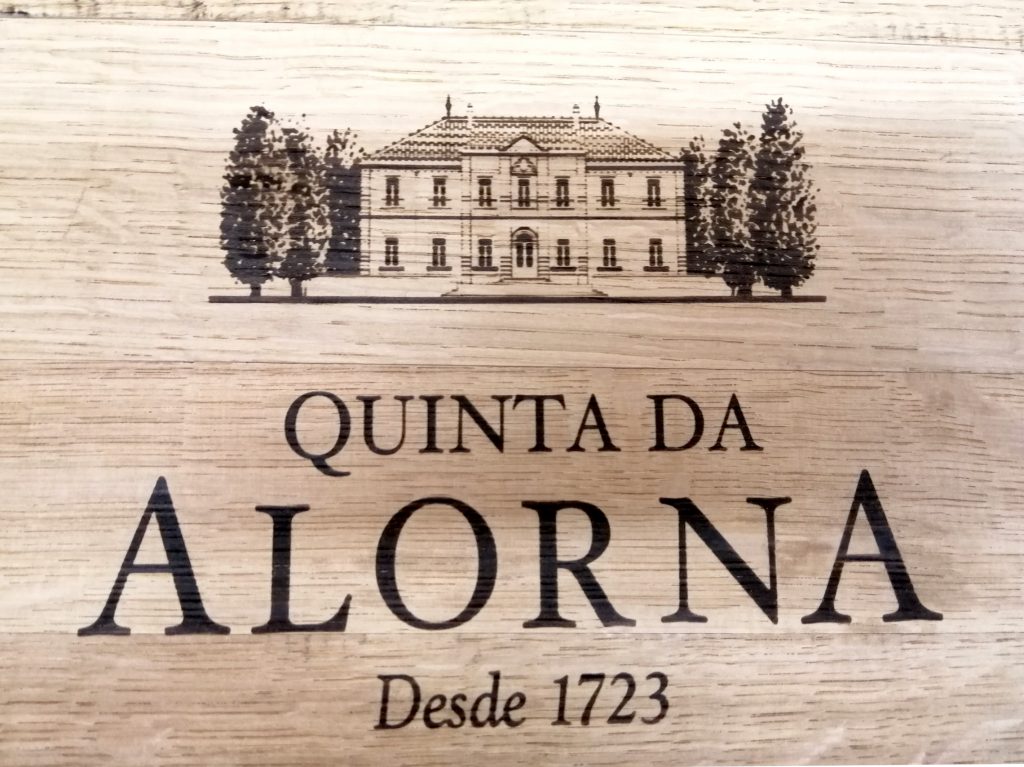 QUINTA DA
ALORNA
Desde 1723